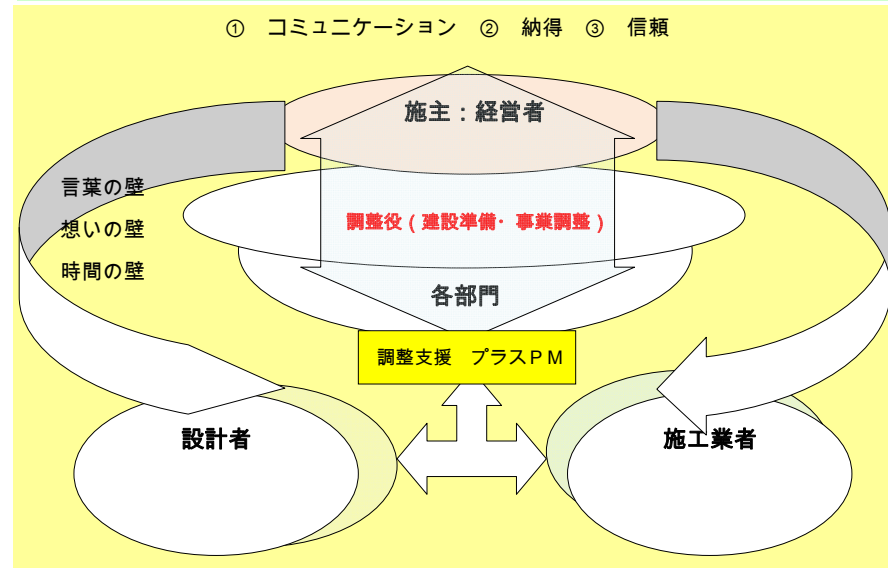 ① コミュニケーション ② 納得 ③ 信頼
施主：経営者
言葉の壁
想いの壁
時間の壁
調整役（建設準備・事業調整）
各部門
調整支援 プラスＰＭ
設計者
施工業者